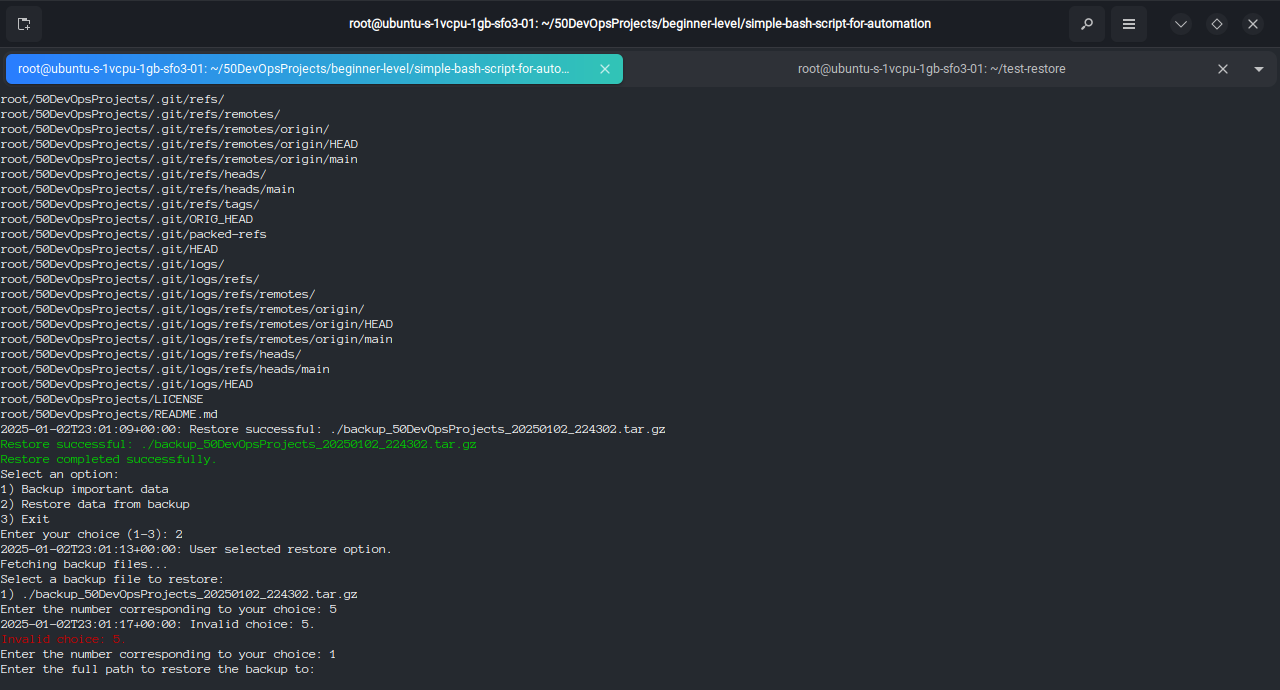 root@ubuntu-s-1vcpu-1gb-sfo3-01: ~/50DevOpsProjects/beginner-level/simple-bash-script-for-automation
root@ubuntu-s-1vcpu-1gb-sfo3-01: ~/50DevOpsProjects/beginner-level/simple-bash-script-for-auto...
root@ubuntu-s-1vcpu-1gb-sfo3-01: ~/test-restore
root/50DevOpsProjects/.git/refs/
root/50DevOpsProjects/.git/refs/remotes/
root/50DevOpsProjects/.git/refs/remotes/origin/
root/50DevOpsProjects/.git/refs/remotes/origin/HEAD
root/50DevOpsProjects/.git/refs/remotes/origin/main
root/50DevOpsProjects/.git/refs/heads/
root/50DevOpsProjects/.git/refs/heads/main
root/50DevOpsProjects/.git/refs/tags/
root/50DevOpsProjects/.git/ORIG_HEAD
root/50DevOpsProjects/.git/packed-refs
root/50DevOpsProjects/.git/HEAD
root/50DevOpsProjects/.git/logs/
root/50DevOpsProjects/.git/logs/refs/
root/50DevOpsProjects/.git/logs/refs/remotes/
root/50DevOpsProjects/.git/logs/refs/remotes/origin/
root/50DevOpsProjects/.git/logs/refs/remotes/origin/HEAD
root/50DevOpsProjects/.git/logs/refs/remotes/origin/main
root/50DevOpsProjects/.git/logs/refs/heads/
root/50DevOpsProjects/.git/logs/refs/heads/main
root/50DevOpsProjects/.git/logs/HEAD
root/50DevOpsProjects/LICENSE
root/50DevOpsProjects/README.md
2025-01-02T23:01:09+00:00: Restore successful: ./backup_50DevOpsProjects_20250102_224302.tar.gz
Restore successful: ./backup_50DevOpsProjects_20250102_224302.tar.gz
Restore completed successfully.
Select an option:
1) Backup important data
2) Restore data from backup
3) Exit
Enter your choice (1-3): 2
2025-01-02T23:01:13+00:00: User selected restore option.
Fetching backup files...
Select a backup file to restore:
1) ./backup_50DevOpsProjects_20250102_224302.tar.gz
Enter the number corresponding to your choice: 5
2025-01-02T23:01:17+00:00: Invalid choice: 5.
Invalid choice: 5.
Enter the number corresponding to your choice: 1
Enter the full path to restore the backup to: